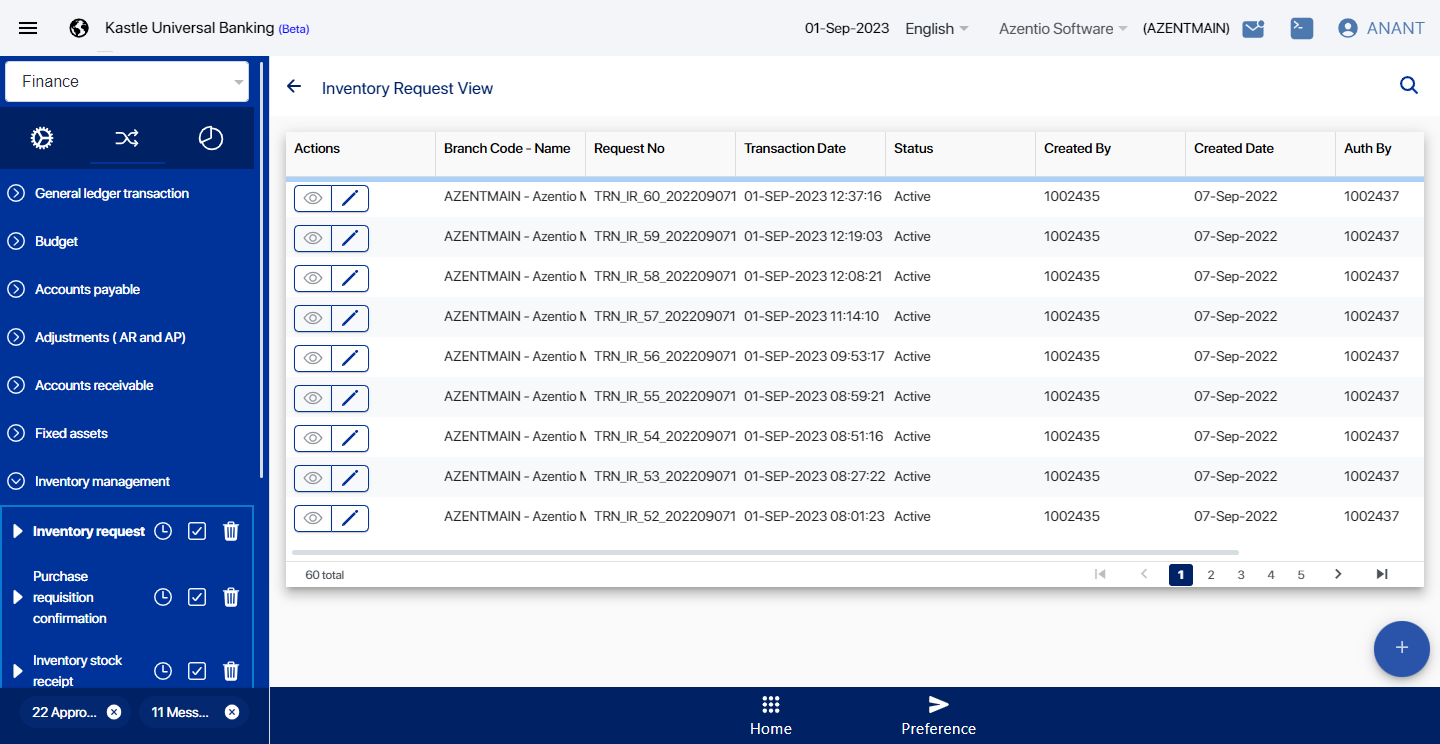 Kastle Universal Banking (Beta)
01-Sep-2023 English Azentio Software (AZENTMAIN) ANANT
Finance
General ledger transaction
Budget
Accounts payable
Adjustments ( AR and AP)
Accounts receivable
Fixed assets
Inventory management
Inventory request
Purchase
requisition
confirmation
Inventory stock
receipt
22 Appro...
11 Mess...
Inventory Request View
Actions Branch Code - Name Request No Transaction Date Status Created By Created Date Auth By
AZENTMAIN - Azentio M TRN_IR_60_202209071 01-SEP-2023 12:37:16 Active 1002435 07-Sep-2022 1002437
AZENTMAIN - Azentio M TRN_IR_59_202209071 01-SEP-2023 12:19:03 Active 1002435 07-Sep-2022 1002437
AZENTMAIN - Azentio M TRN_IR_58_202209071 01-SEP-2023 12:08:21 Active 1002435 07-Sep-2022 1002437
AZENTMAIN - Azentio M TRN_IR_57_202209071 01-SEP-2023 11:14:10 Active 1002435 07-Sep-2022 1002437
AZENTMAIN - Azentio M TRN_IR_56_202209071 01-SEP-2023 09:53:17 Active 1002435 07-Sep-2022 1002437
AZENTMAIN - Azentio M TRN_IR_55_202209071 01-SEP-2023 08:59:21 Active 1002435 07-Sep-2022 1002437
AZENTMAIN - Azentio M TRN_IR_54_202209071 01-SEP-2023 08:51:16 Active 1002435 07-Sep-2022 1002437
AZENTMAIN - Azentio M TRN_IR_53_202209071 01-SEP-2023 08:27:22 Active 1002435 07-Sep-2022 1002437
AZENTMAIN - Azentio M TRN_IR_52_202209071 01-SEP-2023 08:01:23 Active 1002435 07-Sep-2022 1002437
60 total
1 2 3 4 5
Home
Preference